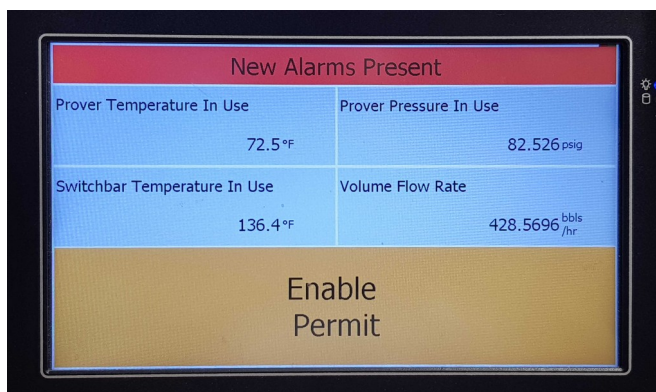 New Alarms Present
Prover Temperature In Use
72.5 °F
Prover Pressure In Use
82.526 psig
Switchbar Temperature In Use
136.4 °F
Volume Flow Rate
428.5696 bbls
/hr
Enable
Permit